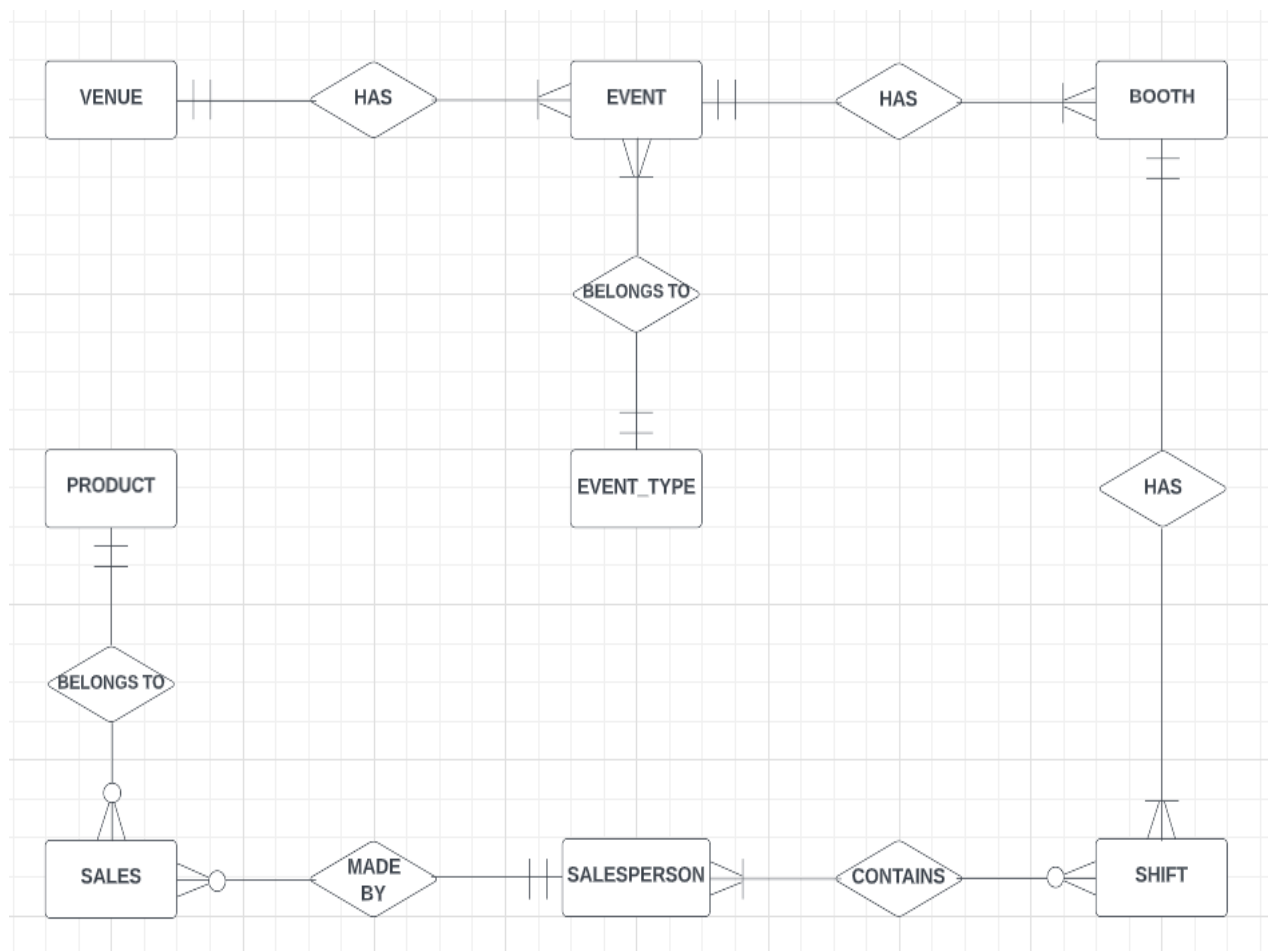 VENUE
HAS
EVENT
HAS
BOOTH
BELONGS TO
PRODUCT
EVENT_TYPE
HAS
BELONGS TO
SALES
MADE
BY
SALESPERSON
CONTAINS
SHIFT